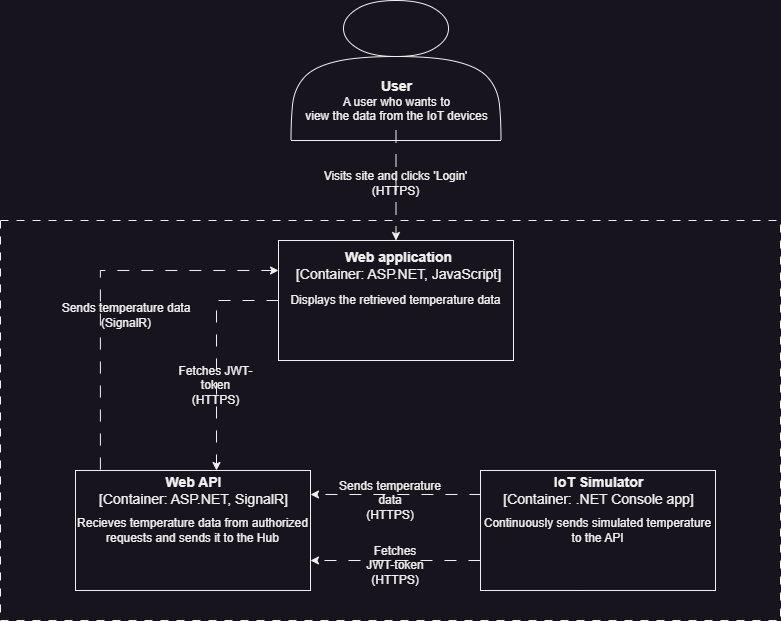 User
A user who wants to
view the data from the IoT devices
Visits site and clicks 'Login'
(HTTPS)
Web application
[Container: ASP.NET, JavaScript]
Displays the retrieved temperature data
Sends temperature data
(SignalR)
Fetches JWT-
token
(HTTPS)
Web API
[Container: ASP.NET, SignalR]
Recieves temperature data from authorized
requests and sends it to the Hub
Sends temperature
data
(HTTPS)
Fetches
JWT-token
(HTTPS)
IoT Simulator
[Container: .NET Console app]
Continuously sends simulated temperature
to the API